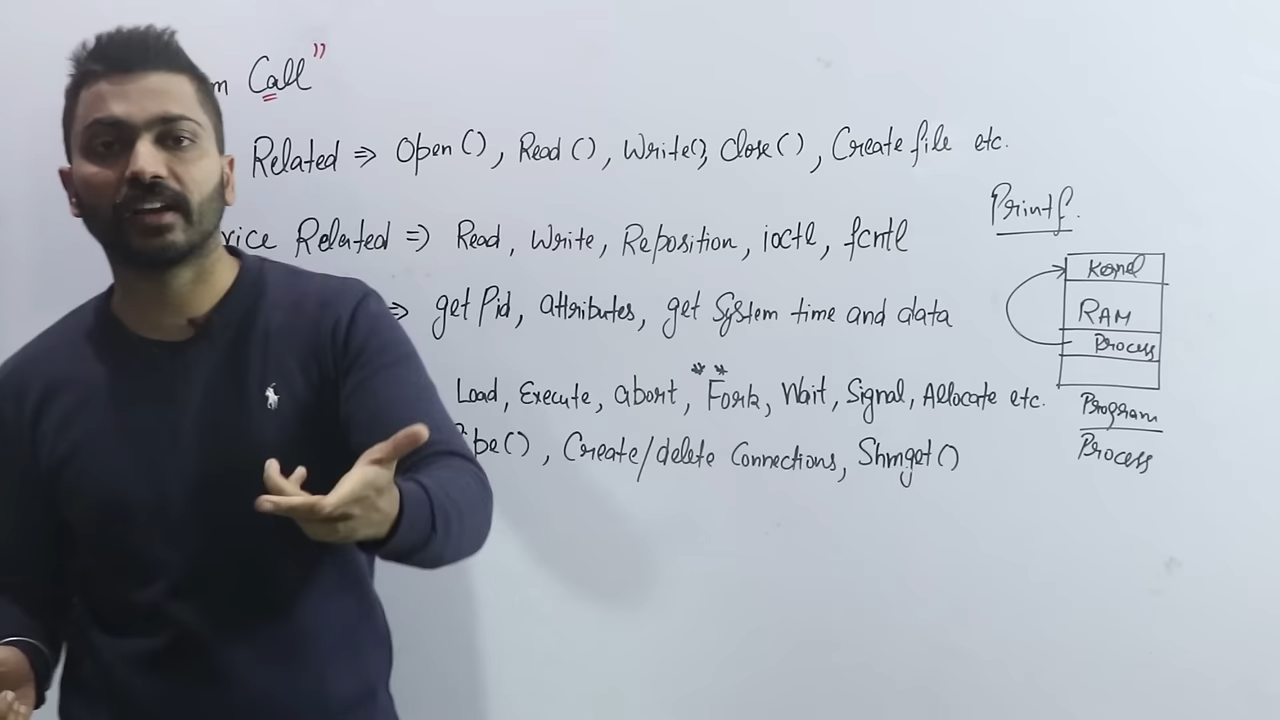 Call"
Related ⇒ Open(), Read(), Write(), Close(), Create file etc.
Related => Read, Write, Reposition, ioctl, fcntl
⇒ get Pid, attributes, get System time and data
Load, Execute, abort, **Fork, Wait, Signal, Allocate etc.
Create/delete Connections, Shmget()
Printf.
Kernel
RAM
Process
Program
Process